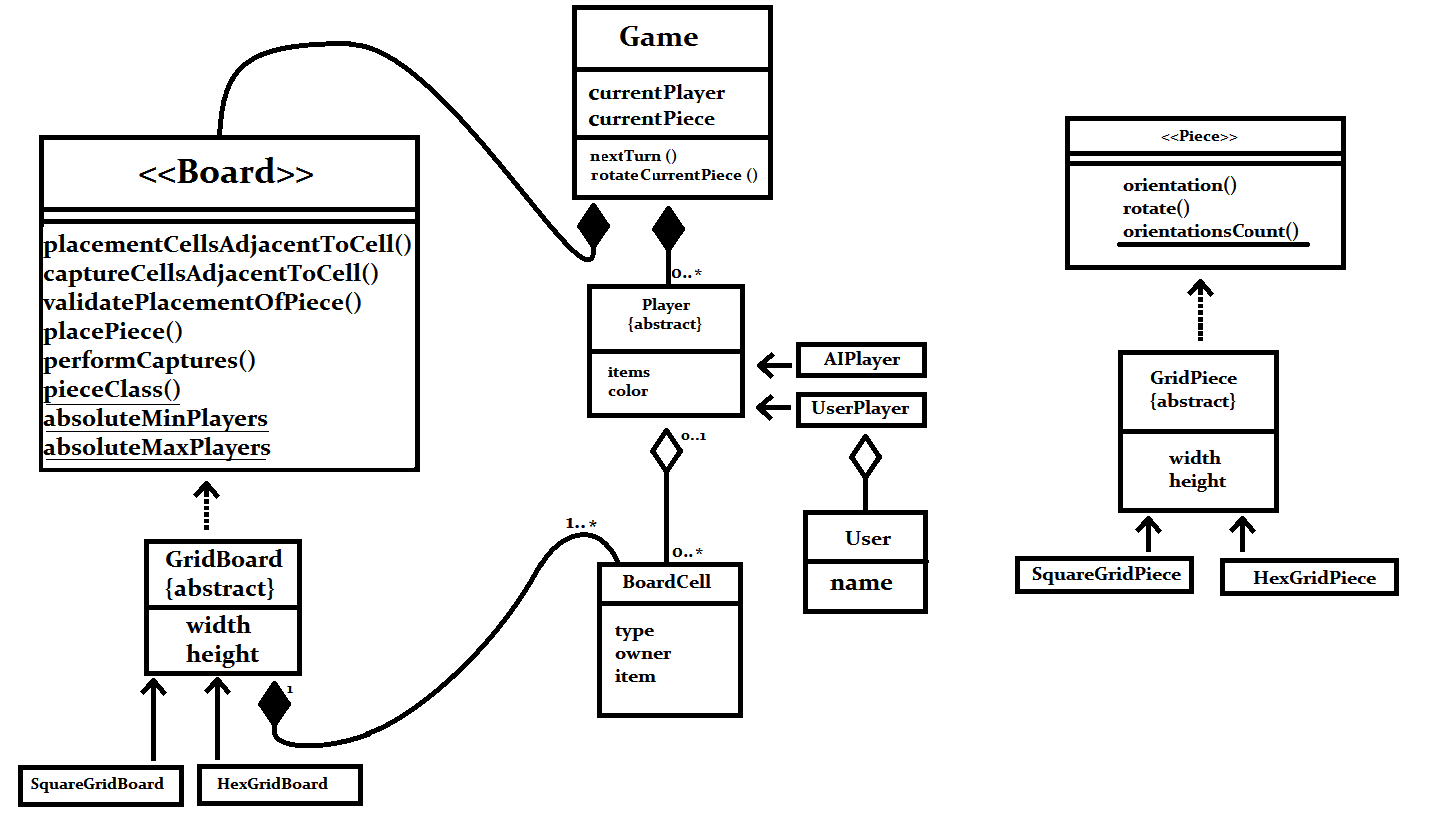 Game
currentPlayer
currentPiece
nextTurn ()
rotateCurrentPiece ()
<<Board>>
placementCellsAdjacentToCell()
captureCellsAdjacentToCell()
validatePlacementOfPiece()
placePiece()
performCaptures()
pieceClass()
absoluteMinPlayers
absoluteMaxPlayers
<<Piece>>
orientation()
rotate()
orientationsCount()
0..*
Player
{abstract}
items
color
AIPlayer
UserPlayer
GridPiece
{abstract}
width
height
0..1
1..*
0..*
User
name
GridBoard
{abstract}
width
height
1
BoardCell
type
owner
item
SquareGridPiece
HexGridPiece
SquareGridBoard
HexGridBoard